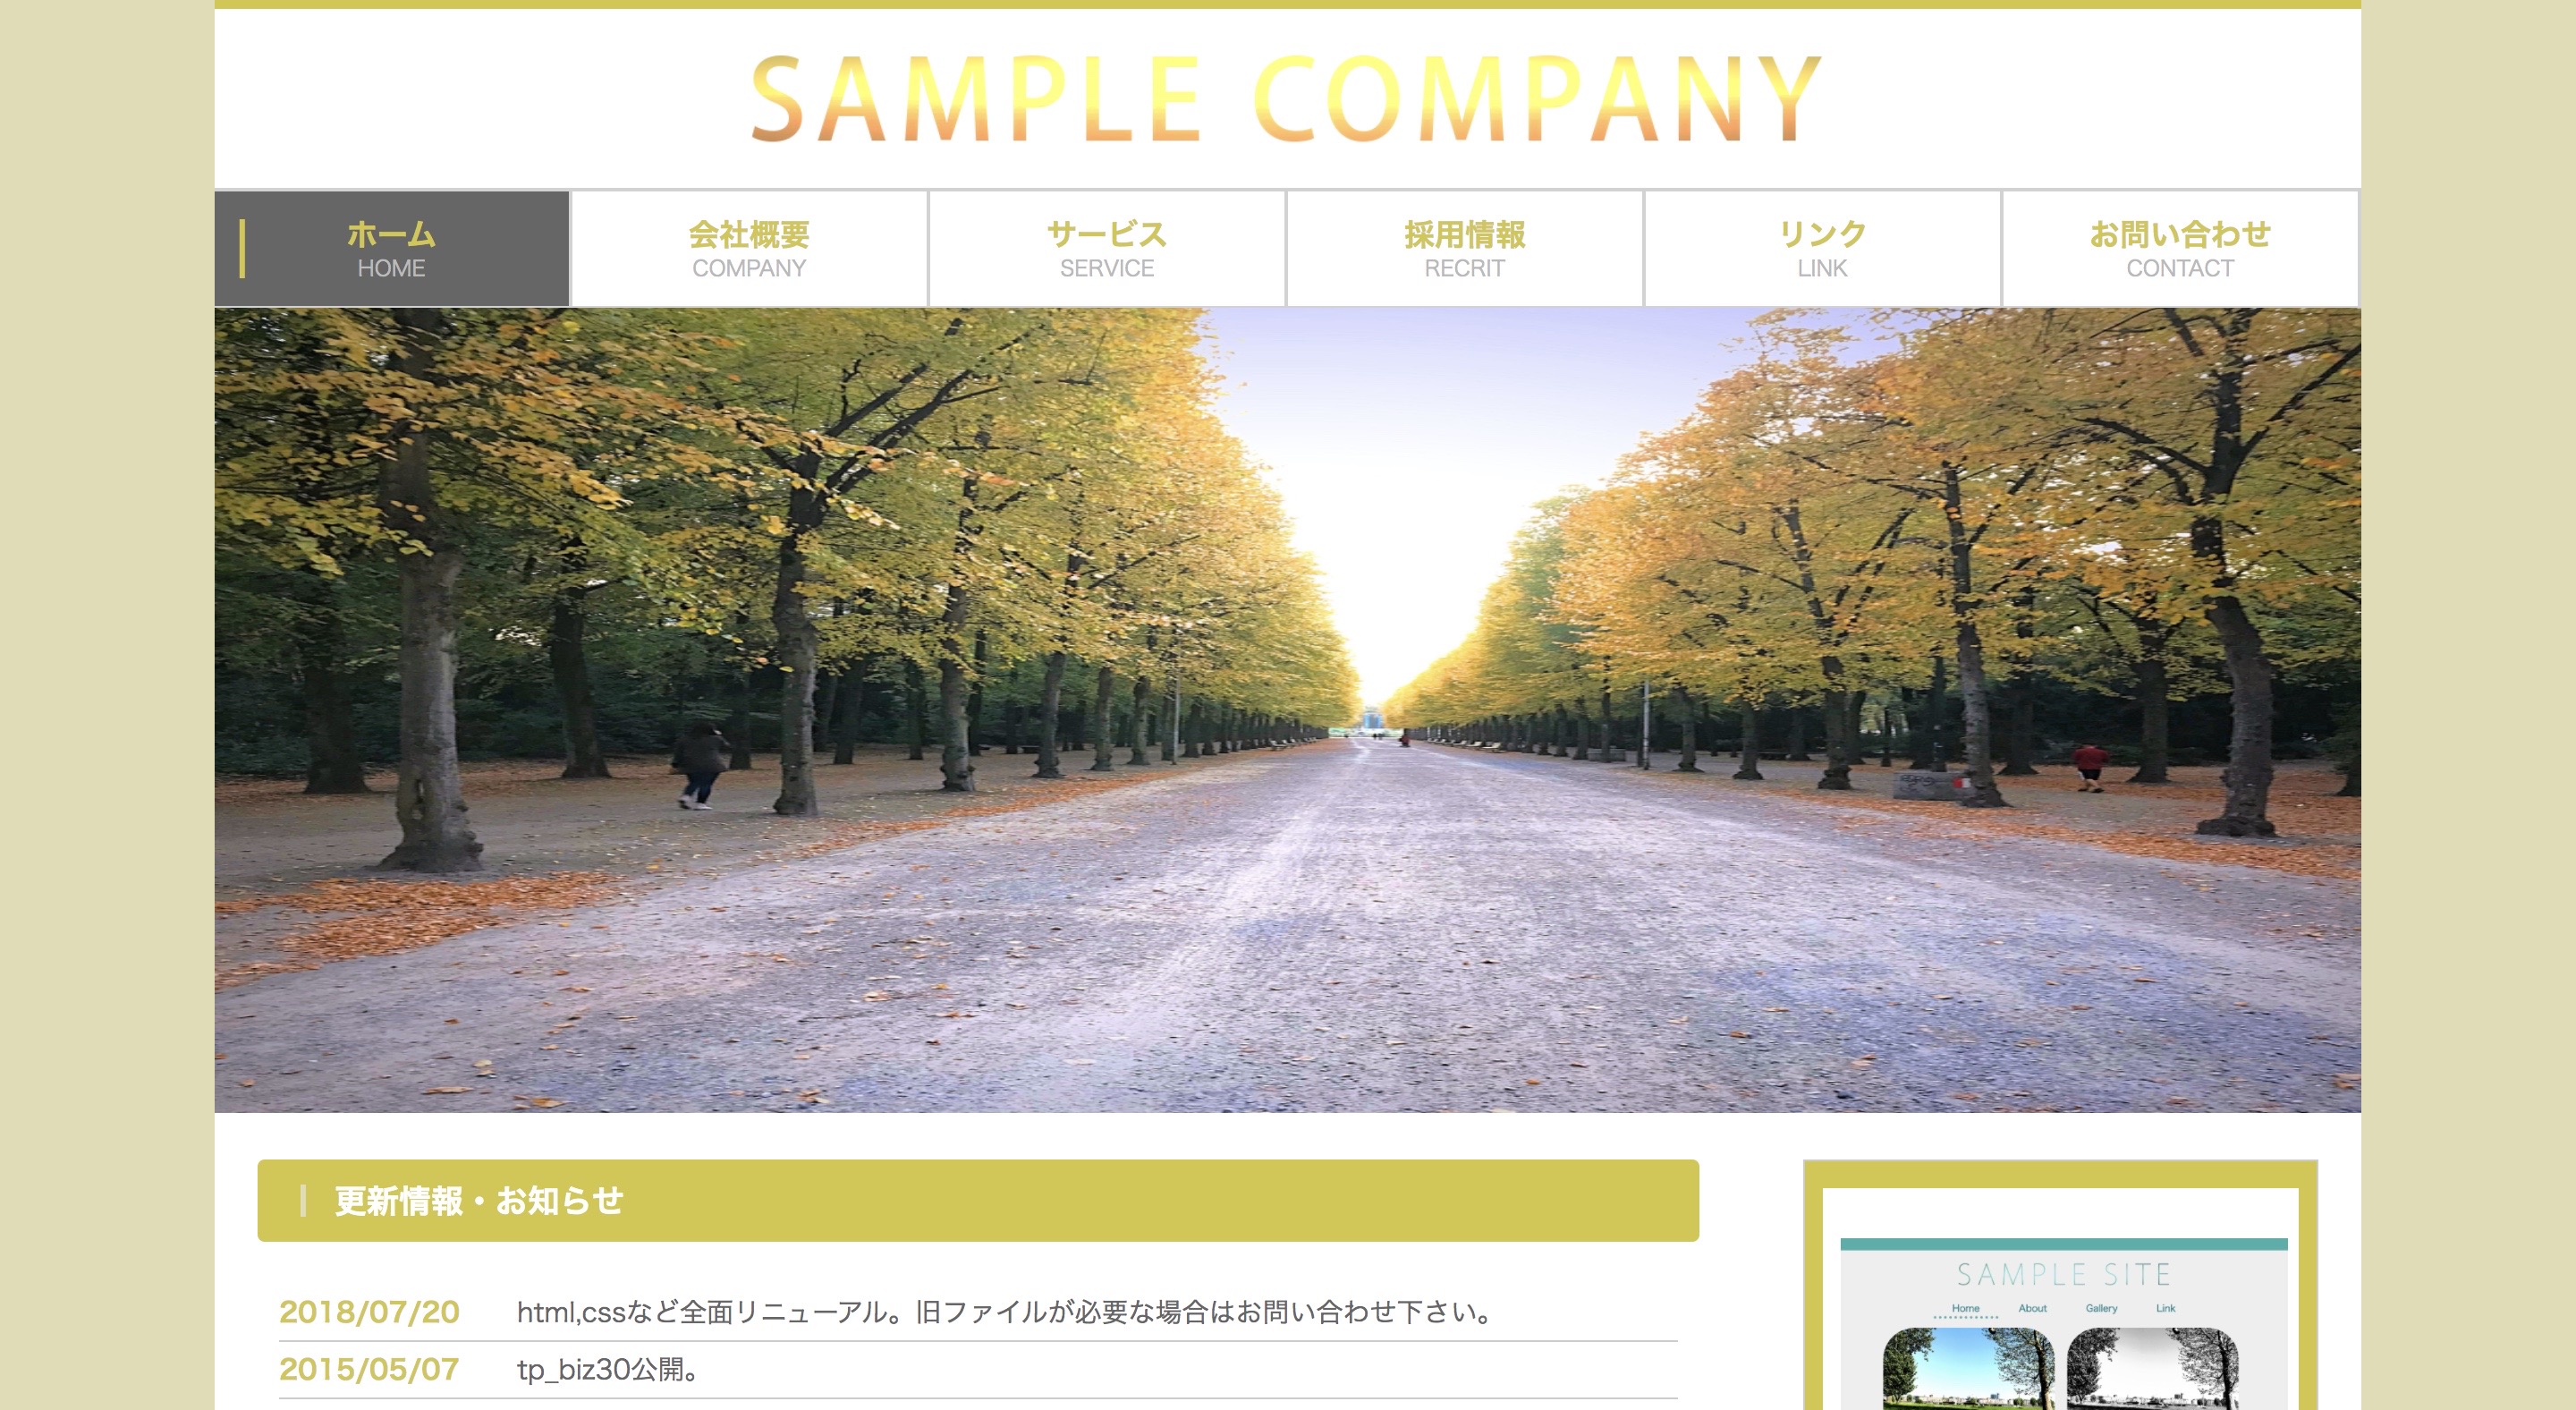 SAMPLE COMPANY
ホーム
HOME
会社概要
COMPANY
サービス
SERVICE
採用情報
RECRIT
リンク
LINK
お問い合わせ
CONTACT
更新情報・お知らせ
2018/07/20 html,cssなど全面リニューアル。旧ファイルが必要な場合はお問い合わせ下さい。
2015/05/07 tp_biz30公開。
SAMPLE SITE
Home About Gallery Link